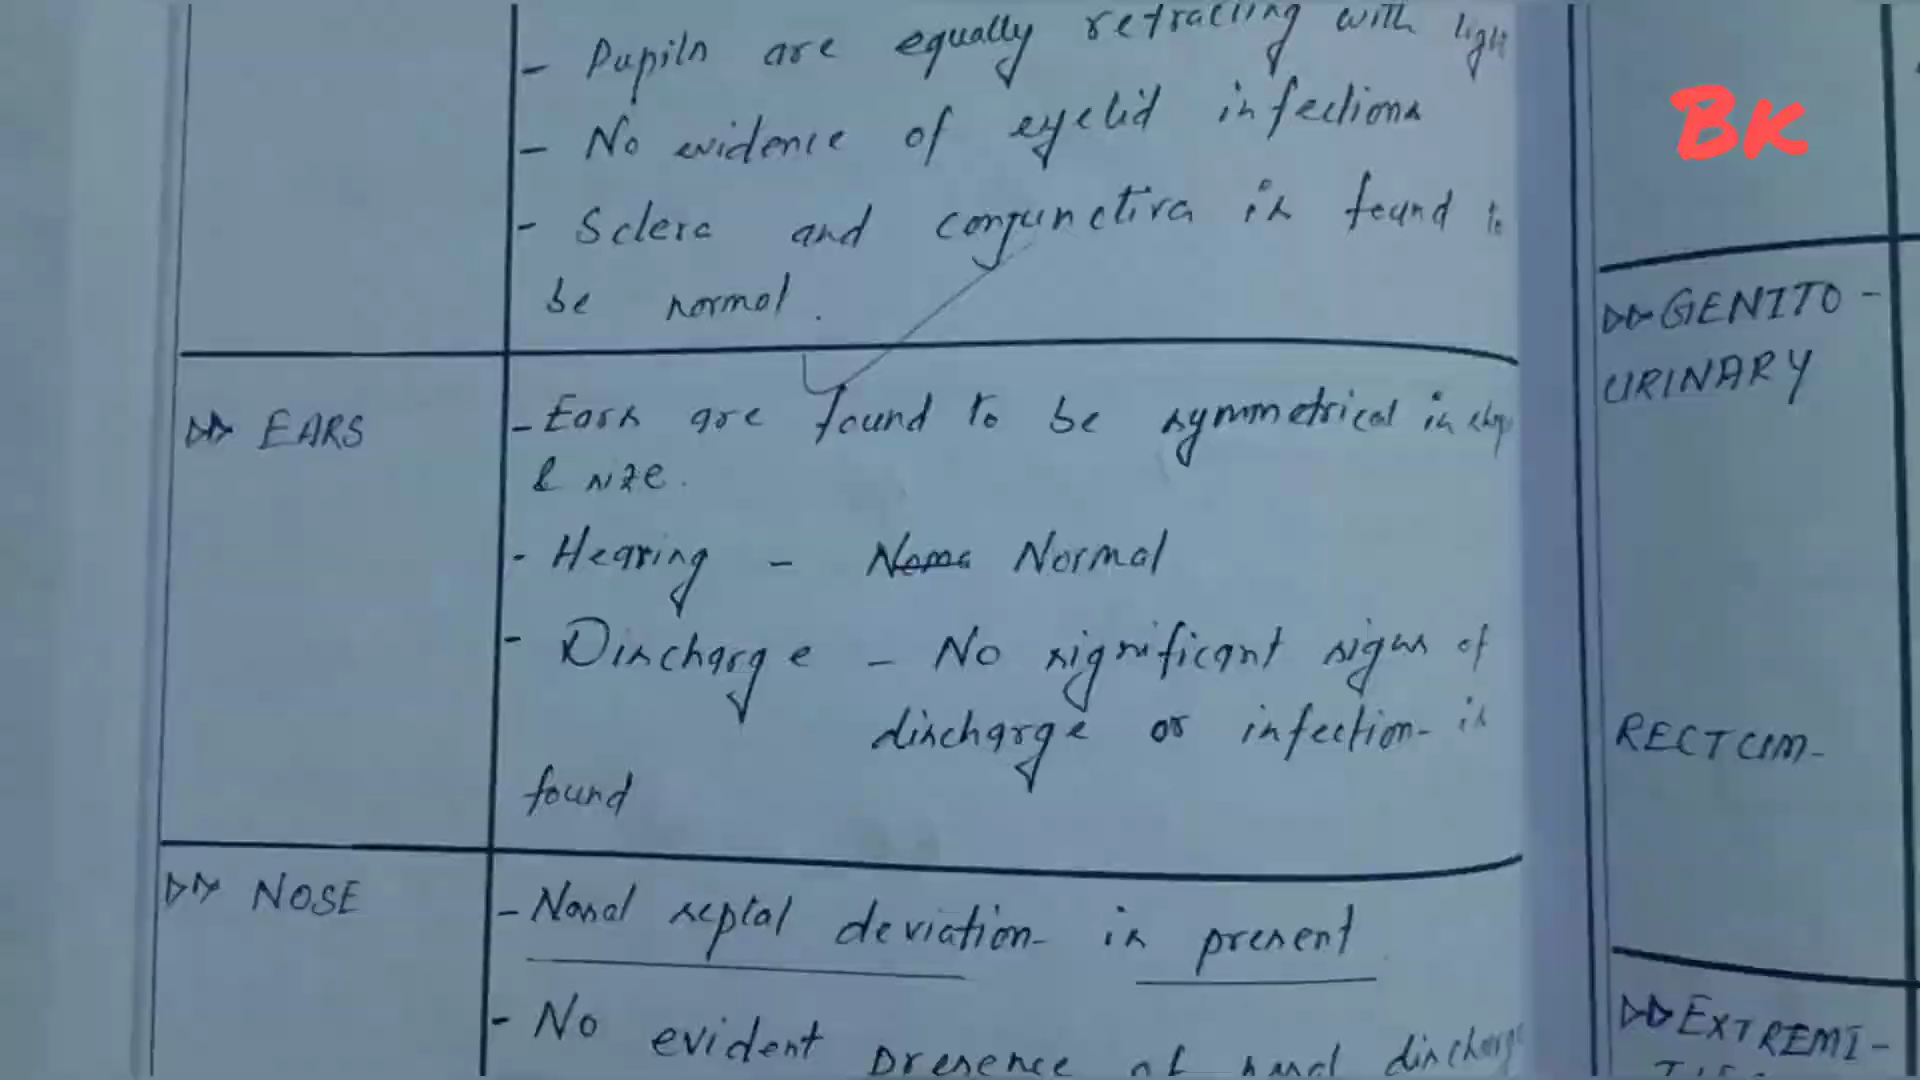 - Pupils are equally retracting with light
- No evidence of eyelid infections
- Sclera and conjunctiva is found to
be normal.
▷▷ EARS
- Ears are found to be symmetrical in shape
& size.
- Hearing - Noma Normal
- Discharge - No significant signs of
discharge or infection is
found
▷▷ NOSE
- Nasal septal deviation is present
- No evident presence of nasal discharge
BK
▷▷ GENITO -
URINARY
RECTUM-
▷▷ EXTREMI-